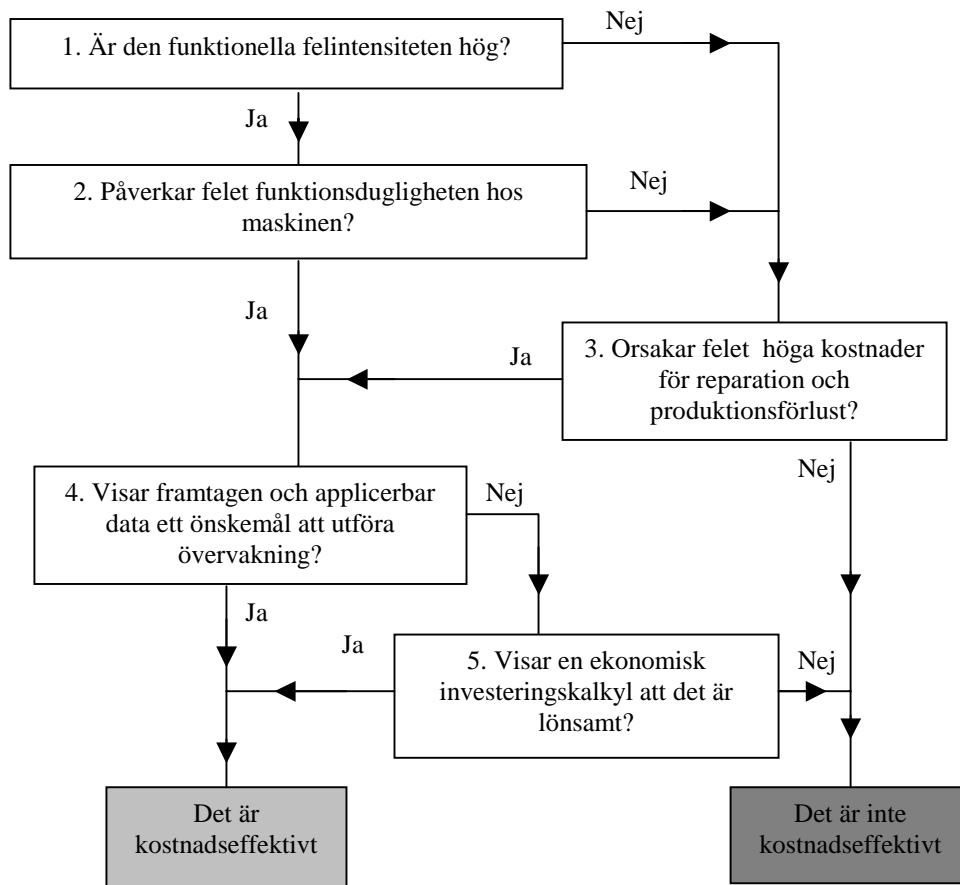 Nej
1. Är den funktionella felintensiteten hög?
Ja
2. Påverkar felet funktionsdugligheten hos
maskinen?
Nej
Ja
3. Orsakar felet höga kostnader
för reparation och
produktionsförlust?
Ja
Nej
4. Visar framtagen och applicerbar
data ett önskemål att utföra
övervakning?
Nej
Ja
Ja
5. Visar en ekonomisk
investeringskalkyl att det är
lönsamt?
Nej
Det är
kostnadseffektivt
Det är inte
kostnadseffektivt